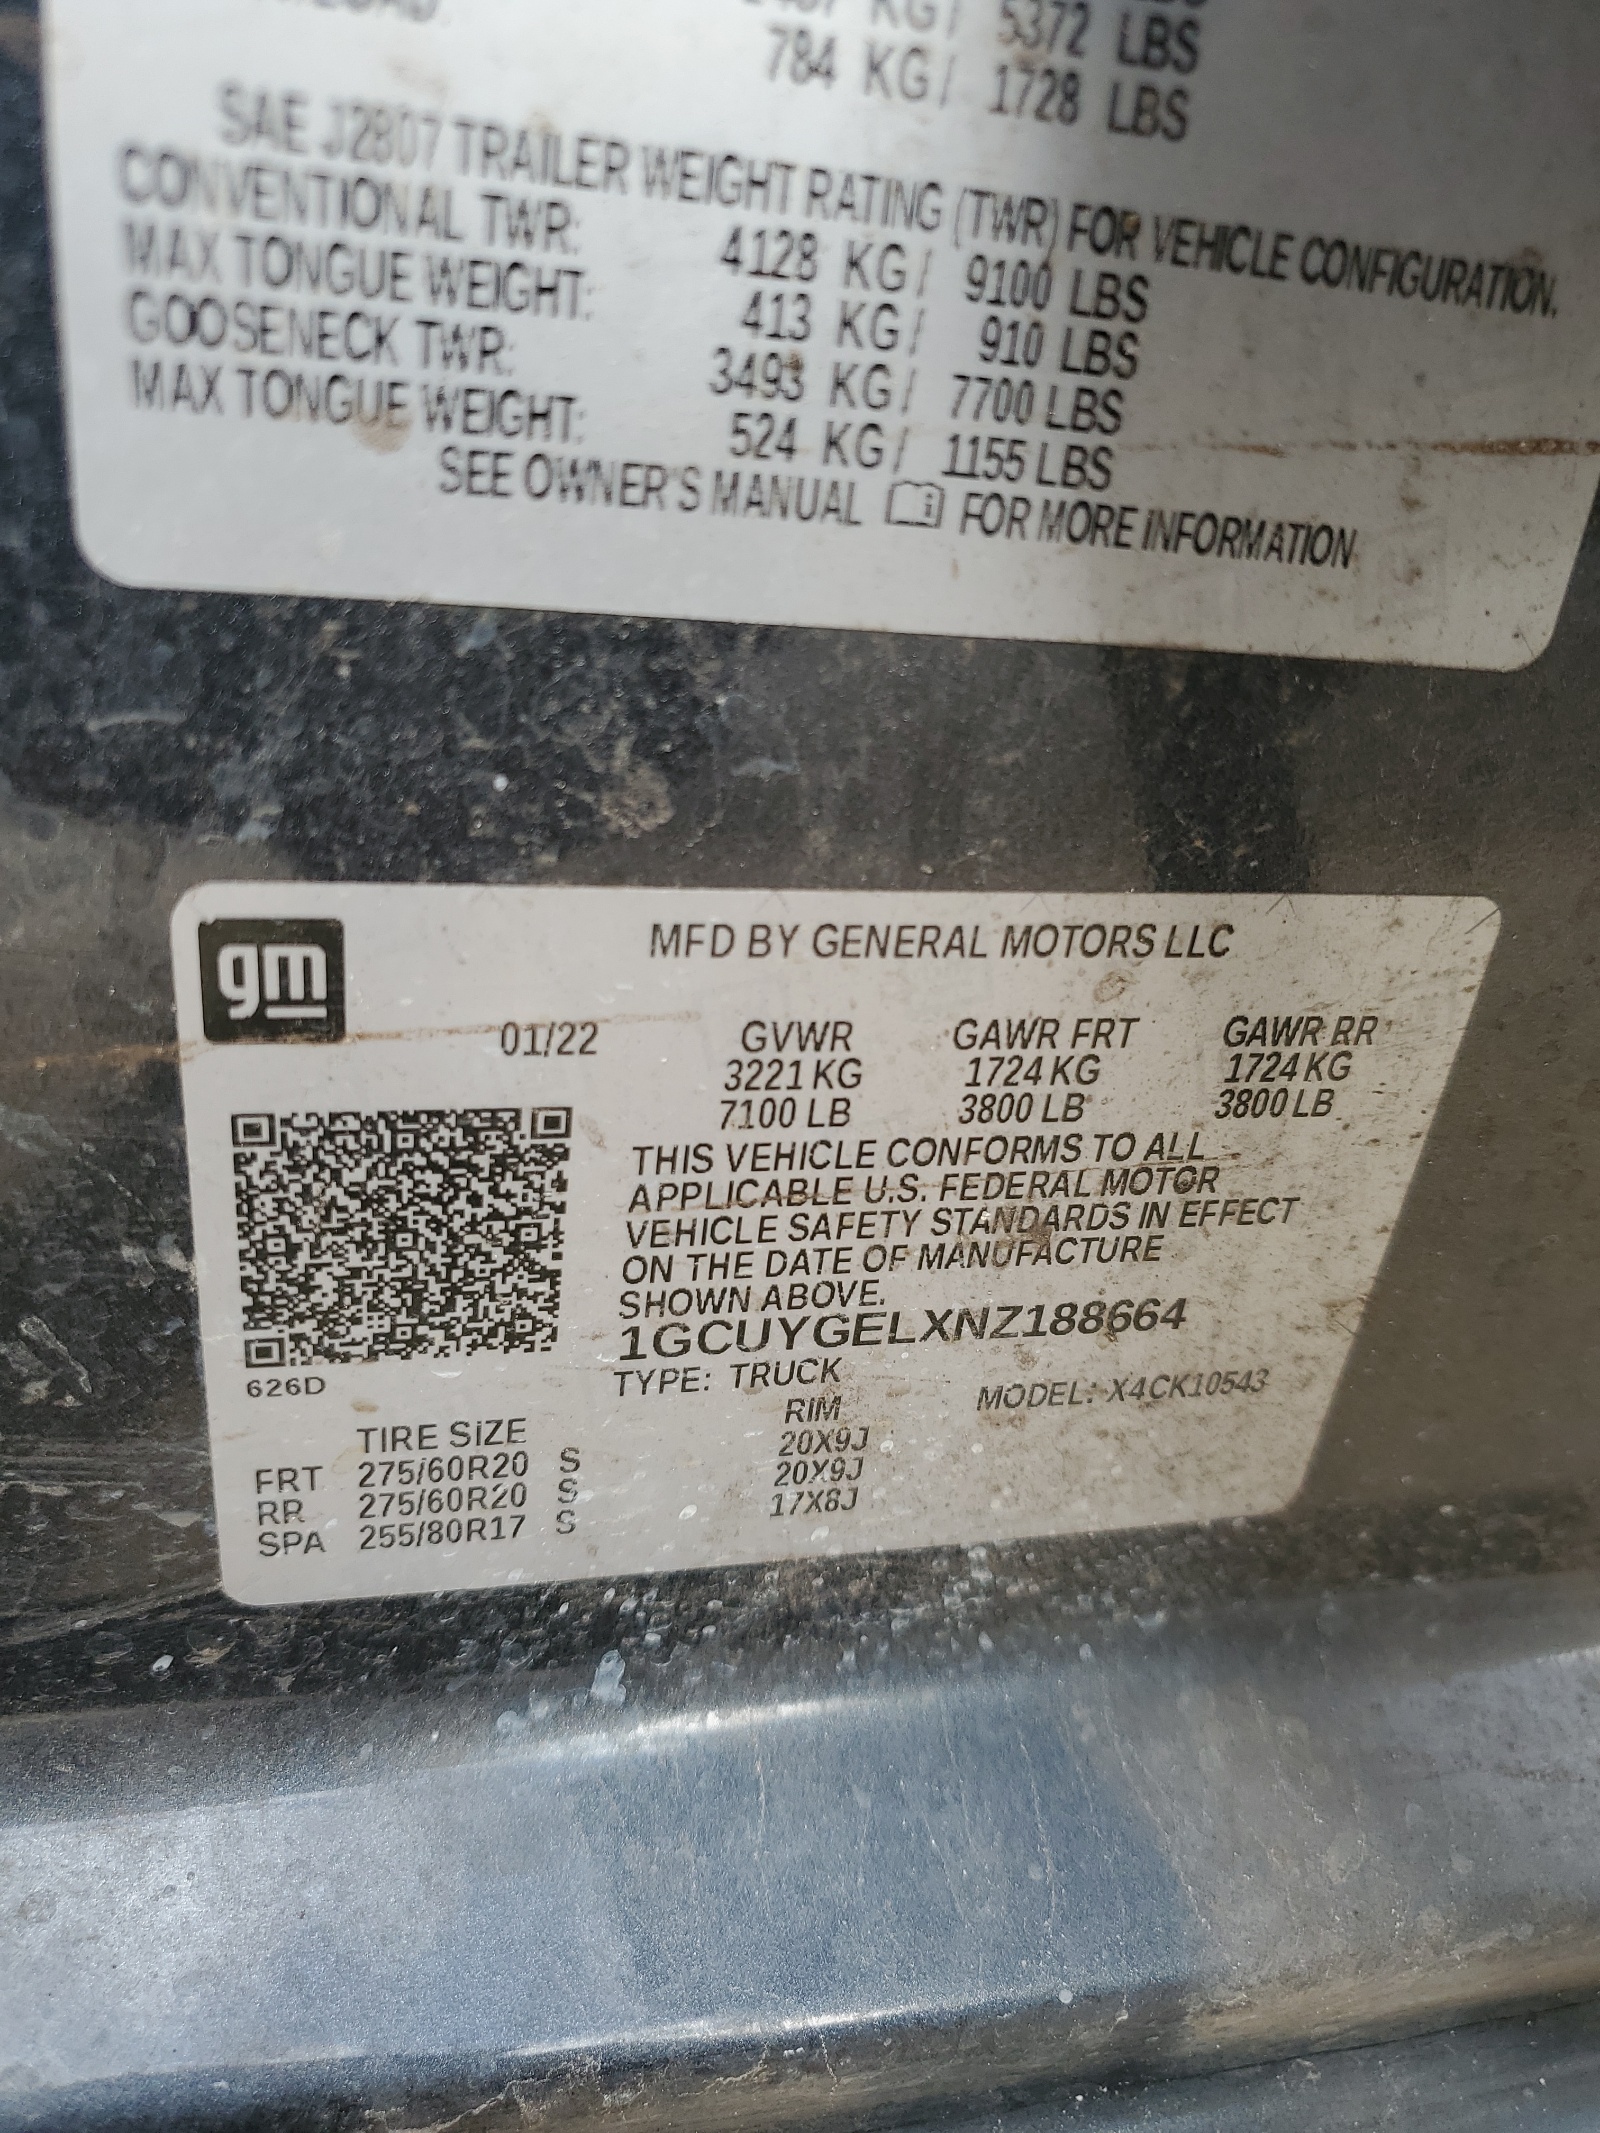 KG/ 5372 LBS
784 KG/ 1728 LBS
SAE J2807 TRAILER WEIGHT RATING (TWR) FOR VEHICLE CONFIGURATION.
CONVENTIONAL TWR: 4128 KG/ 9100 LBS
MAX TONGUE WEIGHT: 413 KG/ 910 LBS
GOOSENECK TWR: 3493 KG/ 7700 LBS
MAX TONGUE WEIGHT: 524 KG/ 1155 LBS
SEE OWNER'S MANUAL FOR MORE INFORMATION
gm
MFD BY GENERAL MOTORS LLC
01/22 GVWR GAWR FRT GAWR RR
3221 KG 1724 KG 1724 KG
7100 LB 3800 LB 3800 LB
THIS VEHICLE CONFORMS TO ALL
APPLICABLE U.S. FEDERAL MOTOR
VEHICLE SAFETY STANDARDS IN EFFECT
ON THE DATE OF MANUFACTURE
SHOWN ABOVE.
1GCUYGELXNZ188664
626D
TYPE: TRUCK MODEL: X4CK10543
TIRE SIZE RIM
FRT 275/60R20 S 20X9J
RR 275/60R20 S 20X9J
SPA 255/80R17 S 17X8J